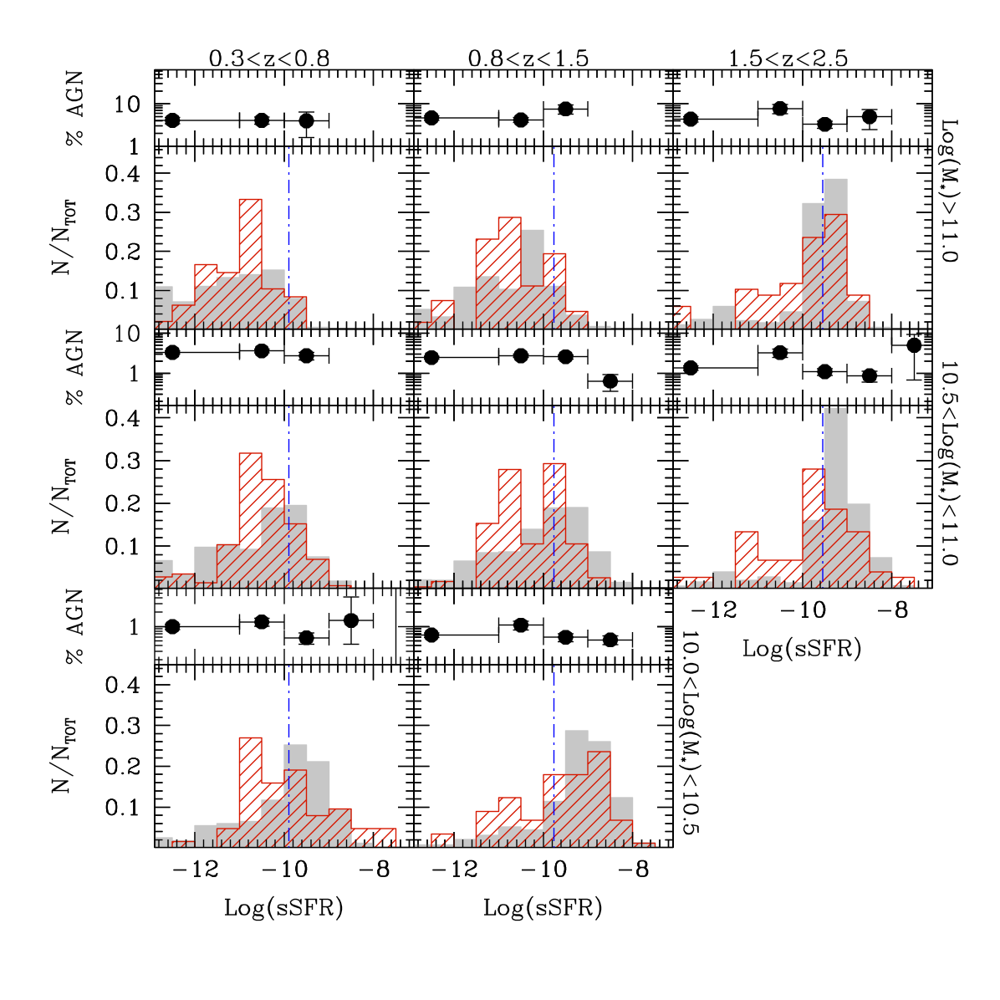 0.3<z<0.8 0.8<z<1.5 1.5<z<2.5
% AGN
10
1
Log(M*)>11.0
N/NTOT
0.4
0.3
0.2
0.1
% AGN
10
1
10.5<Log(M*)<11.0
N/NTOT
0.4
0.3
0.2
0.1
-12 -10 -8
Log(sSFR)
% AGN
1
10.0<Log(M*)<10.5
N/NTOT
0.4
0.3
0.2
0.1
-12 -10 -8 -12 -10 -8
Log(sSFR) Log(sSFR)